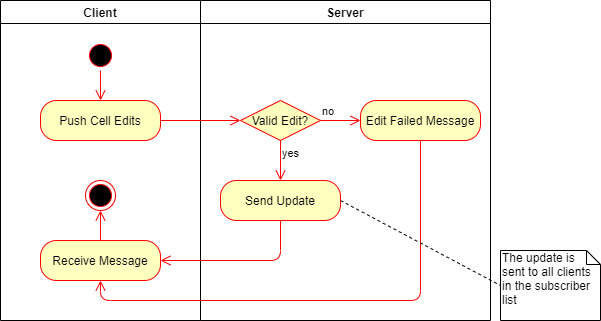 Client
Server
Push Cell Edits
Valid Edit?
no
Edit Failed Message
yes
Send Update
Receive Message
The update is
sent to all clients
in the subscriber
list